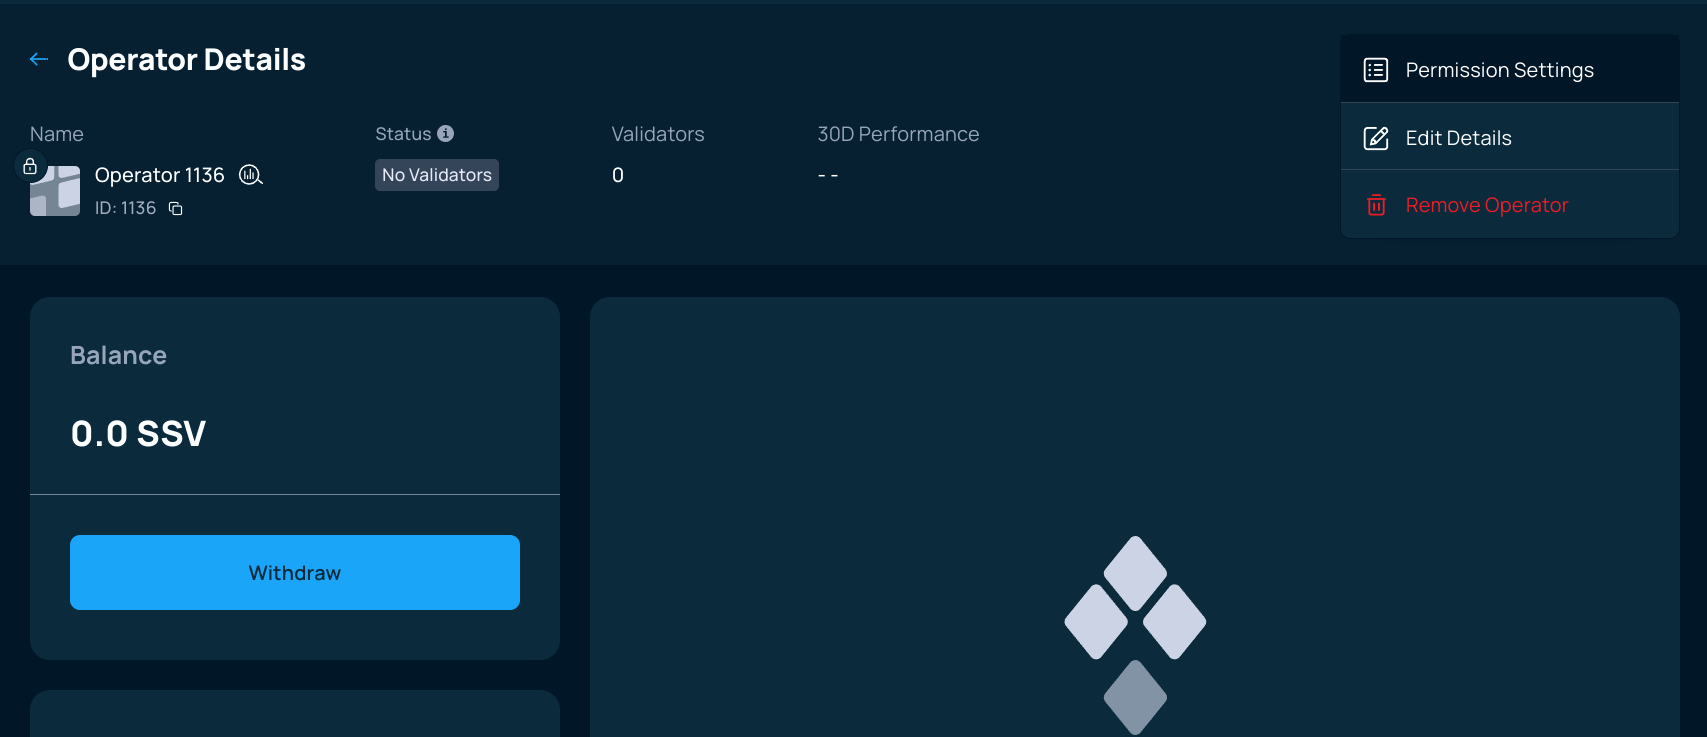 Operator Details
Permission Settings
Edit Details
Remove Operator
Name
Status
Validators
30D Performance
Operator 1136
No Validators
0
- -
ID: 1136
Balance
0.0 SSV
Withdraw